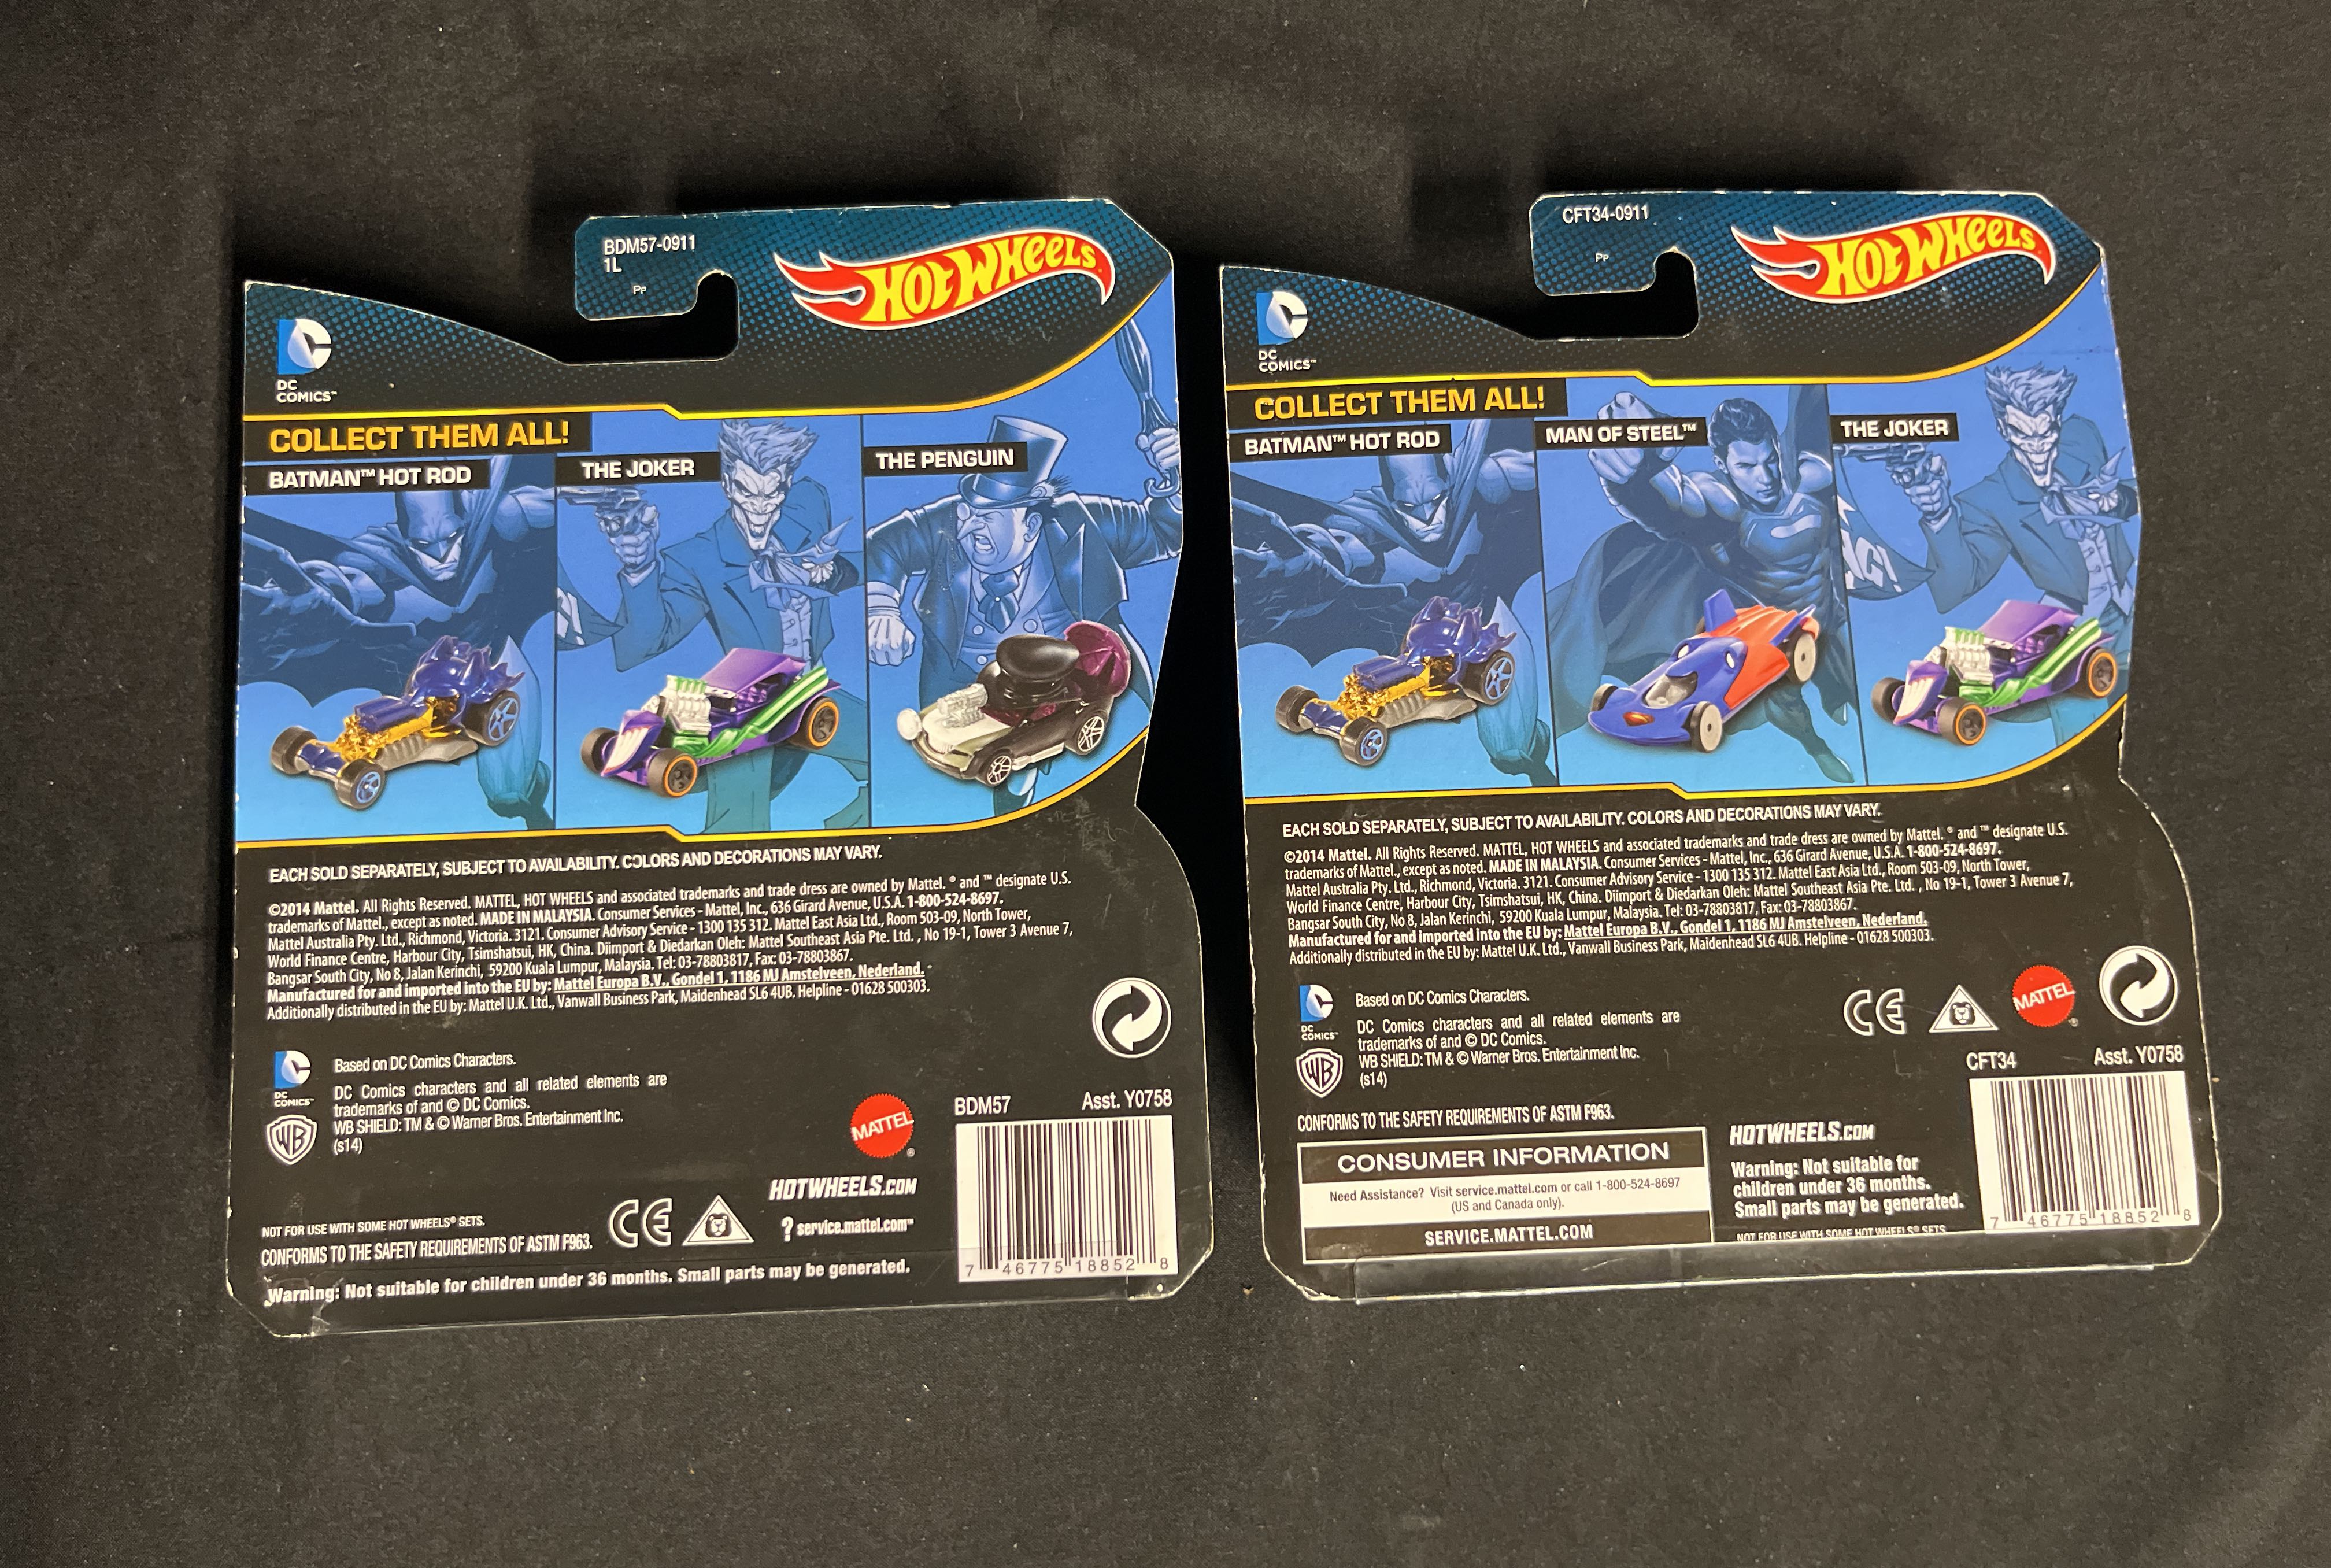 BDM57-0911
1L
PP
HOT WHEELS
DC
COMICS™
COLLECT THEM ALL!
BATMAN™ HOT ROD
THE JOKER
THE PENGUIN
EACH SOLD SEPARATELY, SUBJECT TO AVAILABILITY. COLORS AND DECORATIONS MAY VARY.
©2014 Mattel. All Rights Reserved. MATTEL, HOT WHEELS and associated trademarks and trade dress are owned by Mattel. ® and ™ designate U.S.
trademarks of Mattel., except as noted. MADE IN MALAYSIA. Consumer Services - Mattel, Inc., 636 Girard Avenue, U.S.A. 1-800-524-8697.
Mattel Australia Pty. Ltd., Richmond, Victoria. 3121. Consumer Advisory Service - 1300 135 312. Mattel East Asia Ltd., Room 503-09, North Tower,
World Finance Centre, Harbour City, Tsimshatsui, HK, China. Diimport & Diedarkan Oleh: Mattel Southeast Asia Pte. Ltd. , No 19-1, Tower 3 Avenue 7,
Bangsar South City, No 8, Jalan Kerinchi, 59200 Kuala Lumpur, Malaysia. Tel: 03-78803817, Fax: 03-78803867.
Manufactured for and imported into the EU by: Mattel Europa B.V., Gondel 1, 1186 MJ Amstelveen, Nederland.
Additionally distributed in the EU by: Mattel U.K. Ltd., Vanwall Business Park, Maidenhead SL6 4UB. Helpline - 01628 500303.
DC
COMICS™
Based on DC Comics Characters.
DC Comics characters and all related elements are
trademarks of and © DC Comics.
WB SHIELD: TM & © Warner Bros. Entertainment Inc.
(s14)
WB
MATTEL®
BDM57 Asst. Y0758
HOTWHEELS.COM
? service.mattel.com™
NOT FOR USE WITH SOME HOT WHEELS® SETS.
CONFORMS TO THE SAFETY REQUIREMENTS OF ASTM F963.
CE
Warning: Not suitable for children under 36 months. Small parts may be generated.
7 46775 18852 8
CFT34-0911
PP
HOT WHEELS
DC
COMICS™
COLLECT THEM ALL!
BATMAN™ HOT ROD
MAN OF STEEL™
THE JOKER
EACH SOLD SEPARATELY, SUBJECT TO AVAILABILITY. COLORS AND DECORATIONS MAY VARY.
©2014 Mattel. All Rights Reserved. MATTEL, HOT WHEELS and associated trademarks and trade dress are owned by Mattel. ® and ™ designate U.S.
trademarks of Mattel., except as noted. MADE IN MALAYSIA. Consumer Services - Mattel, Inc., 636 Girard Avenue, U.S.A. 1-800-524-8697.
Mattel Australia Pty. Ltd., Richmond, Victoria. 3121. Consumer Advisory Service - 1300 135 312. Mattel East Asia Ltd., Room 503-09, North Tower,
World Finance Centre, Harbour City, Tsimshatsui, HK, China. Diimport & Diedarkan Oleh: Mattel Southeast Asia Pte. Ltd. , No 19-1, Tower 3 Avenue 7,
Bangsar South City, No 8, Jalan Kerinchi, 59200 Kuala Lumpur, Malaysia. Tel: 03-78803817, Fax: 03-78803867.
Manufactured for and imported into the EU by: Mattel Europa B.V., Gondel 1, 1186 MJ Amstelveen, Nederland.
Additionally distributed in the EU by: Mattel U.K. Ltd., Vanwall Business Park, Maidenhead SL6 4UB. Helpline - 01628 500303.
DC
COMICS™
Based on DC Comics Characters.
DC Comics characters and all related elements are
trademarks of and © DC Comics.
WB SHIELD: TM & © Warner Bros. Entertainment Inc.
(s14)
WB
CE
MATTEL®
CFT34 Asst. Y0758
CONFORMS TO THE SAFETY REQUIREMENTS OF ASTM F963.
CONSUMER INFORMATION
Need Assistance? Visit service.mattel.com or call 1-800-524-8697
(US and Canada only).
SERVICE.MATTEL.COM
HOTWHEELS.COM
Warning: Not suitable for
children under 36 months.
Small parts may be generated.
NOT FOR USE WITH SOME HOT WHEELS® SETS
7 46775 18852 8